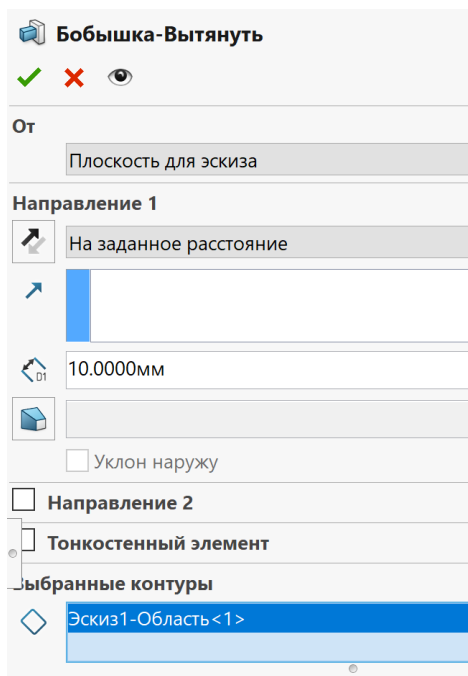 Бобышка-Вытянуть
От
Плоскость для эскиза
Направление 1
На заданное расстояние
D1
10.0000мм
Уклон наружу
Направление 2
Тонкостенный элемент
Выбранные контуры
Эскиз1-Область<1>